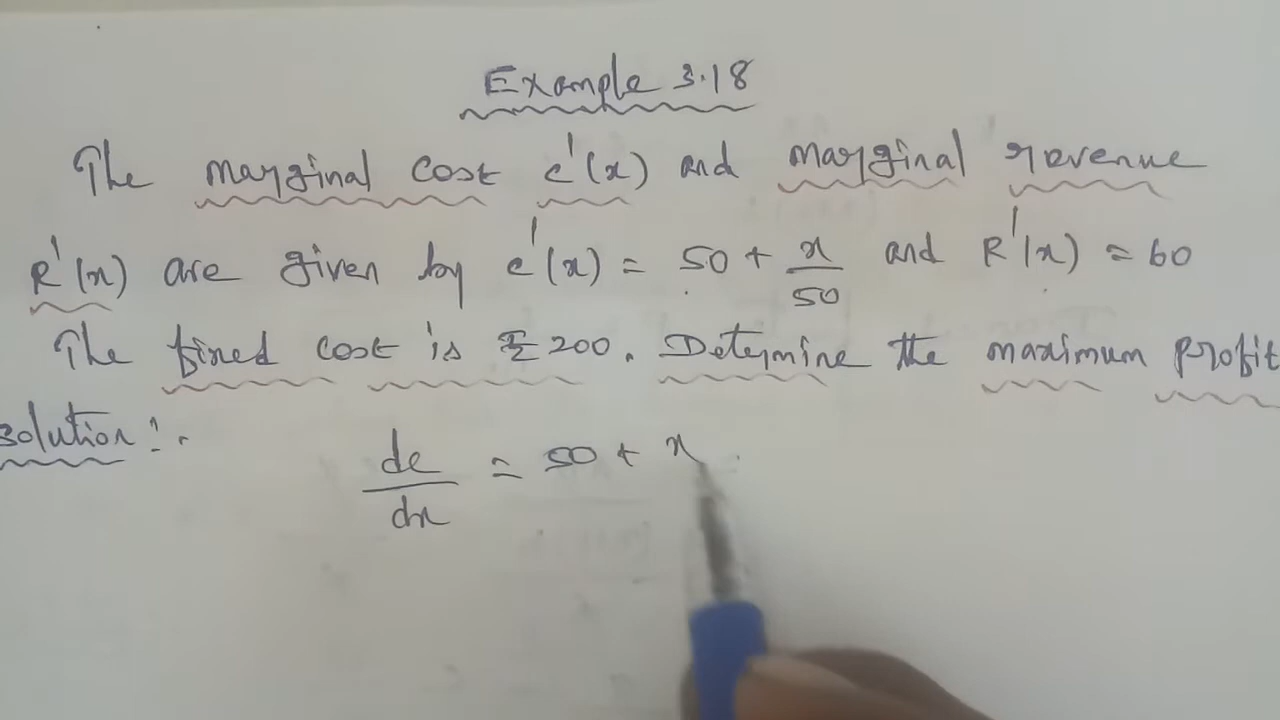 Example 3.18
The marginal cost c'(x) and marginal revenue
R'(x) are given by c'(x) = 50 + x/50 and R'(x) = 60
The fixed cost is ₹ 200. Determine the maximum profit
solution:.
dc/dx = 50 + x